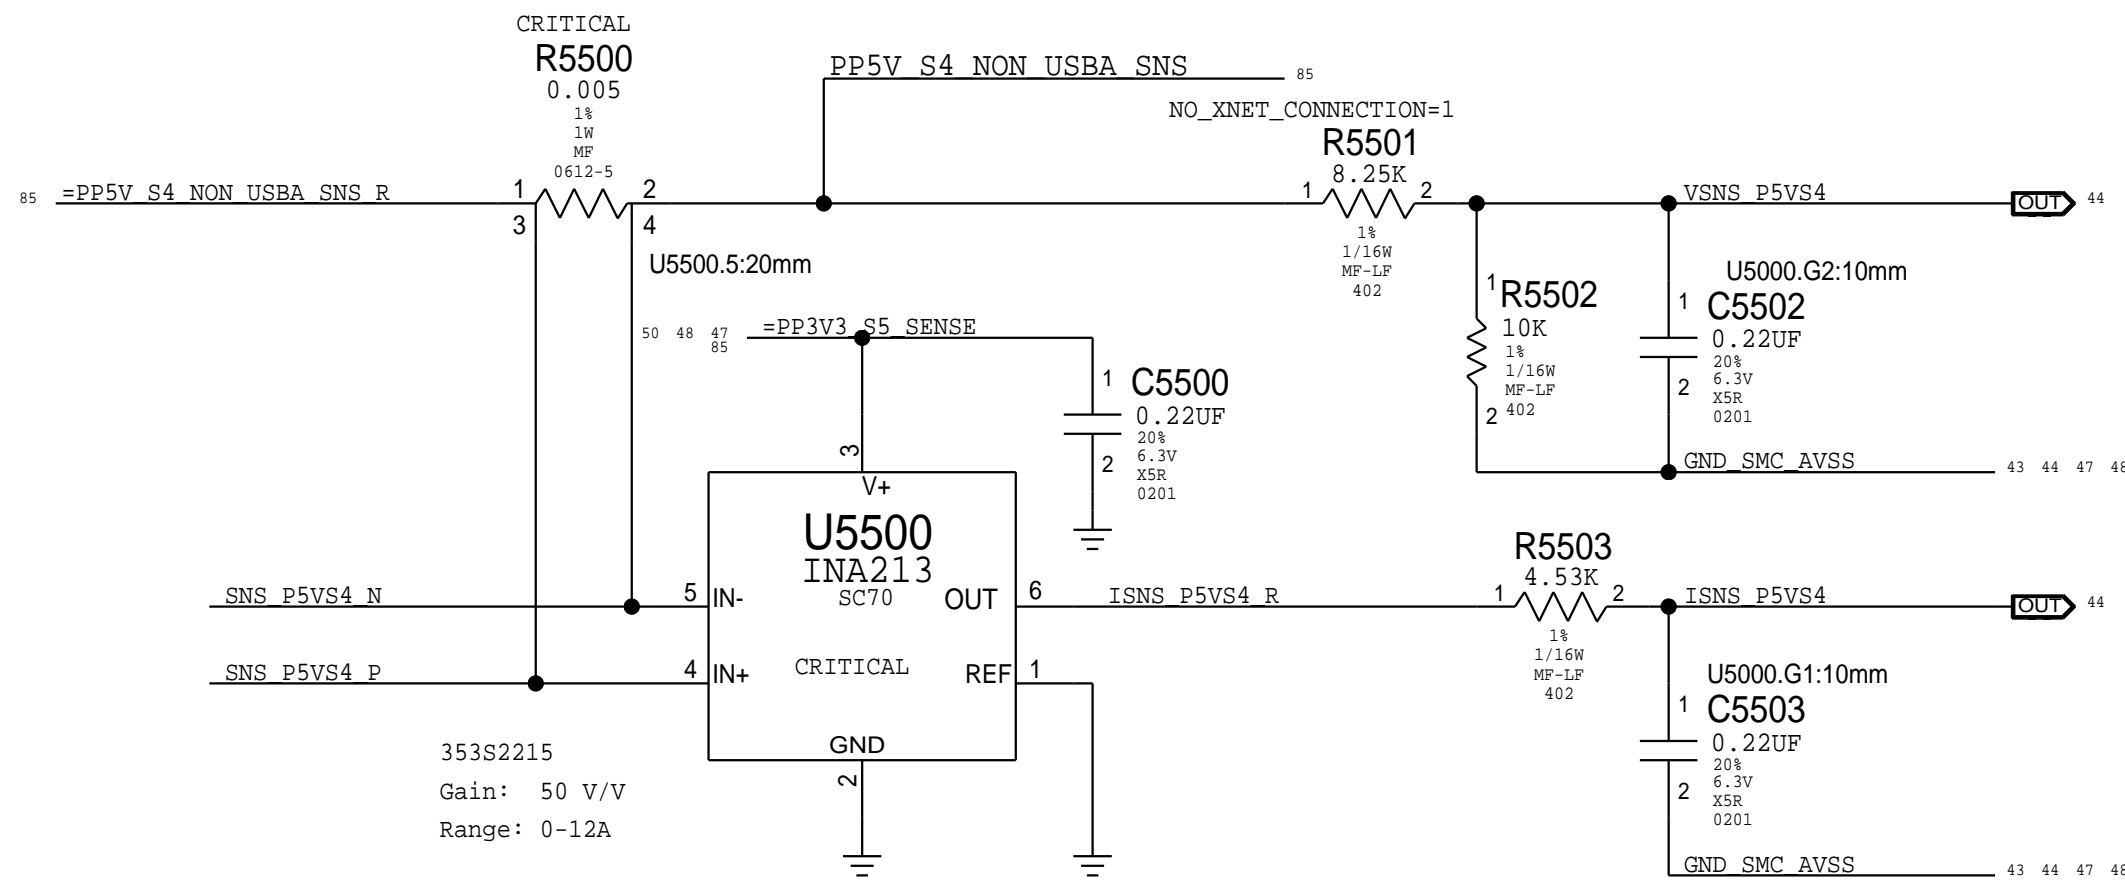 CRITICAL
R5500
0.005
1%
1W
MF
0612-5
PP5V_S4_NON_USBA_SNS 85
NO_XNET_CONNECTION=1
R5501
8.25K
85 =PP5V_S4_NON_USBA_SNS_R 1 2 1 2 VSNS_P5VS4 OUT 44
3 4
1%
1/16W
MF-LF
402
U5500.5:20mm
U5000.G2:10mm
1 R5502
10K
1%
1/16W
MF-LF
402
2
1 C5502
0.22UF
20%
6.3V
2 X5R
0201
50 48 47 =PP3V3_S5_SENSE
85
1 C5500
0.22UF
20%
6.3V
2 X5R
0201
GND_SMC_AVSS 43 44 47 48
3
V+
U5500
INA213
SC70
SNS_P5VS4_N 5 IN- OUT 6 ISNS_P5VS4_R
R5503
4.53K
1 2 ISNS_P5VS4 OUT 44
1%
1/16W
MF-LF
402
SNS_P5VS4_P 4 IN+ CRITICAL REF 1
U5000.G1:10mm
1 C5503
0.22UF
20%
6.3V
2 X5R
0201
GND
2
353S2215
Gain: 50 V/V
Range: 0-12A
GND_SMC_AVSS 43 44 47 48